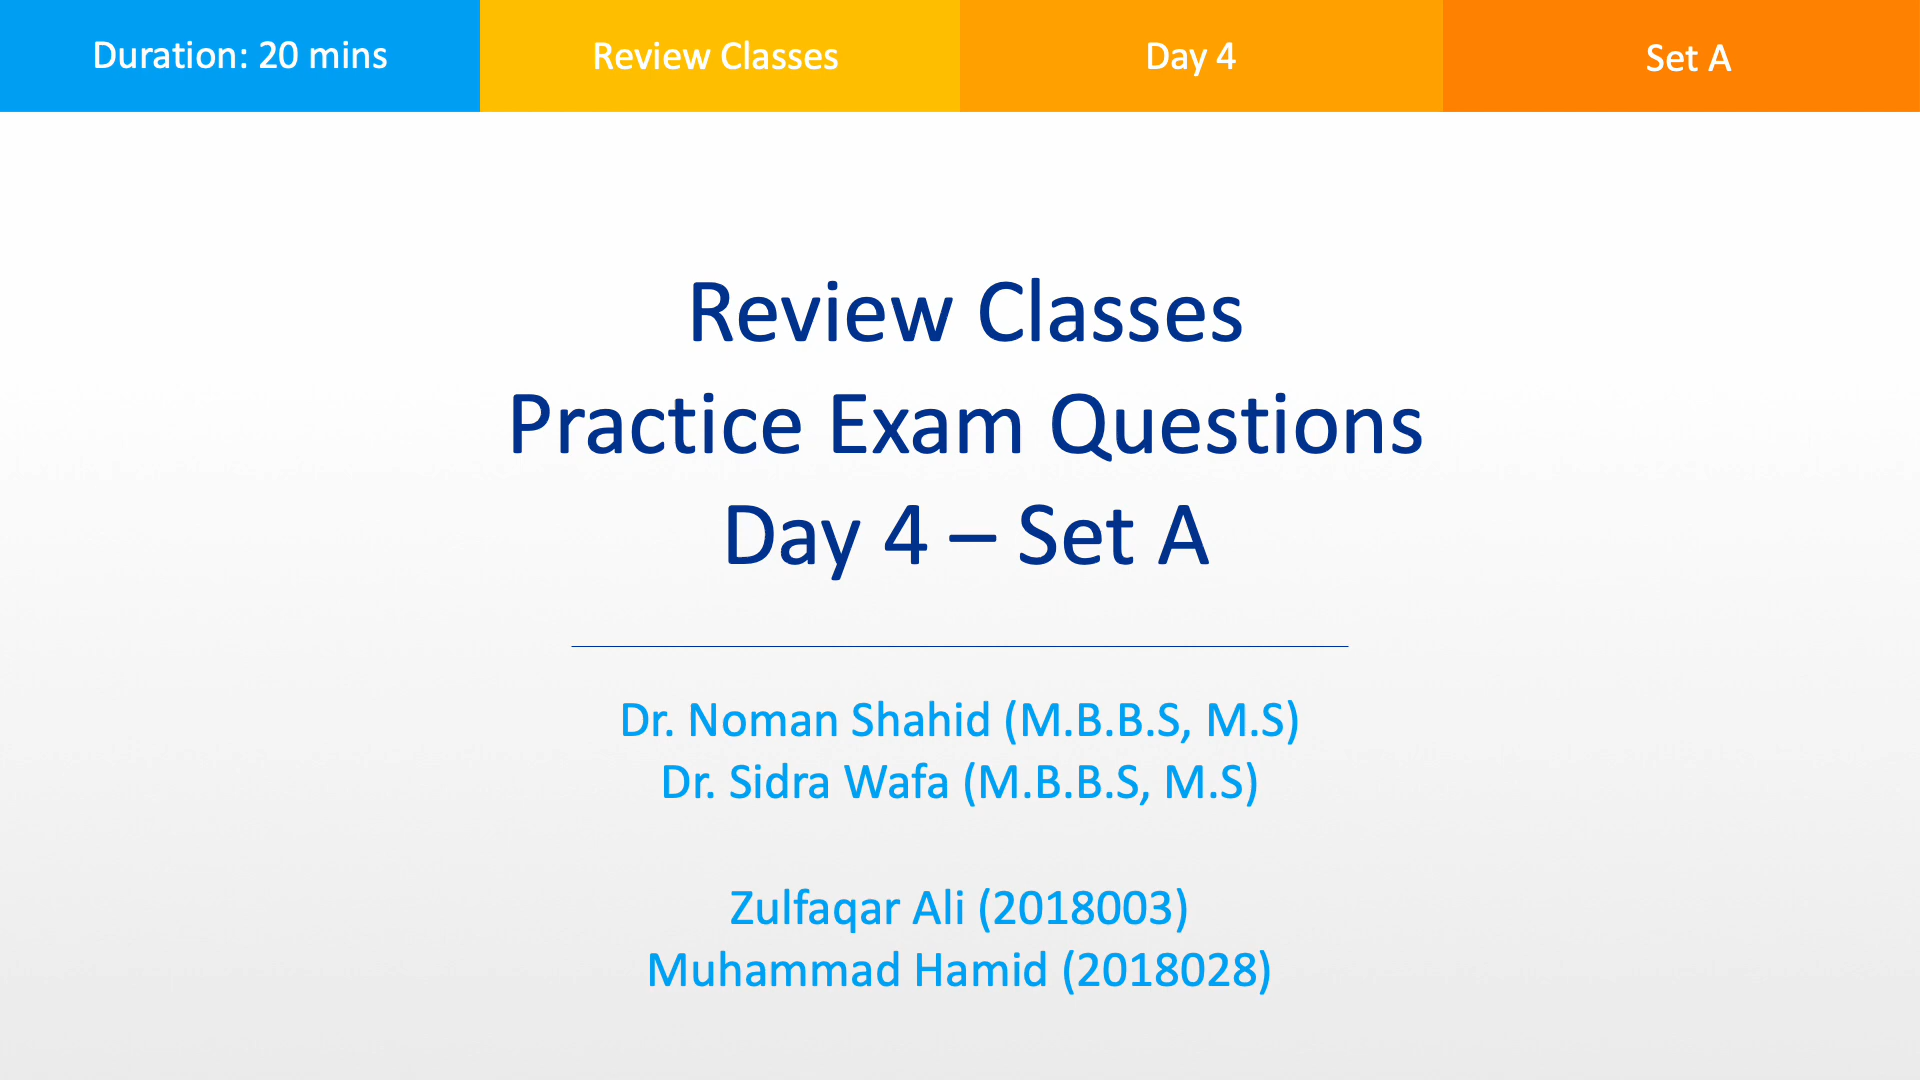 Duration: 20 mins
Review Classes
Day 4
Set A
Review Classes
Practice Exam Questions
Day 4 – Set A
Dr. Noman Shahid (M.B.B.S, M.S)
Dr. Sidra Wafa (M.B.B.S, M.S)
Zulfaqar Ali (2018003)
Muhammad Hamid (2018028)